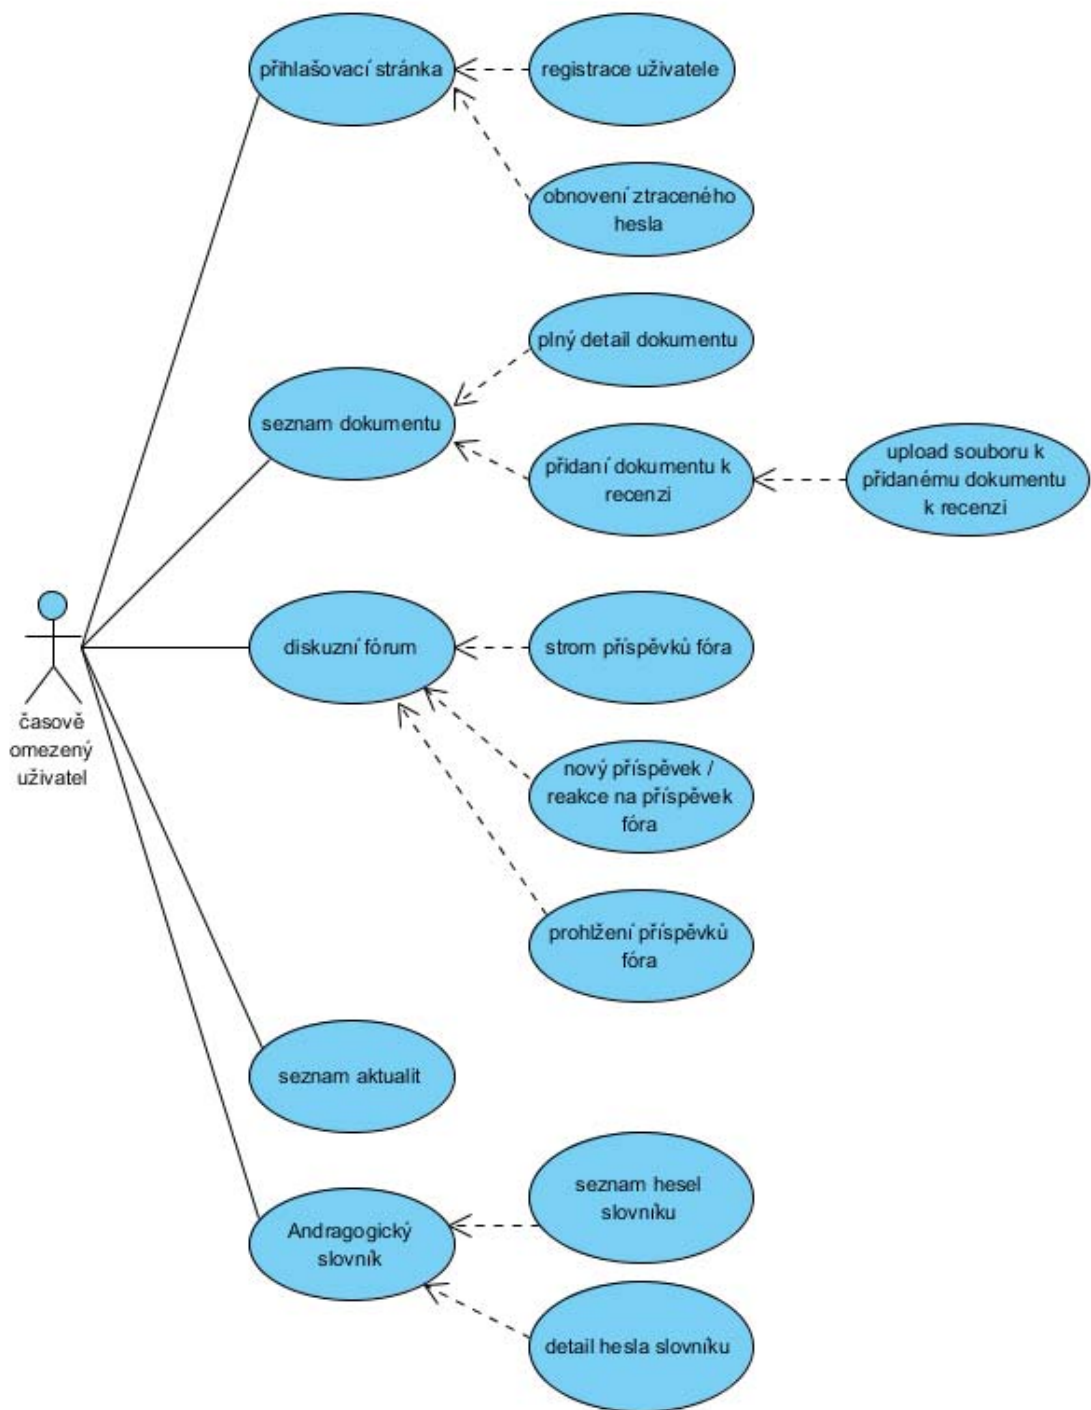 přihlašovací stránka
registrace uživatele
obnovení ztraceného
hesla
plný detail dokumentu
seznam dokumentu
přidaní dokumentu k
recenzi
upload souboru k
přidanému dokumentu
k recenzi
časově
omezený
uživatel
diskuzní fórum
strom příspěvků fóra
nový příspěvek /
reakce na příspěvek
fóra
prohlžení příspěvků
fóra
seznam aktualit
Andragogický
slovník
seznam hesel
slovníku
detail hesla slovníku